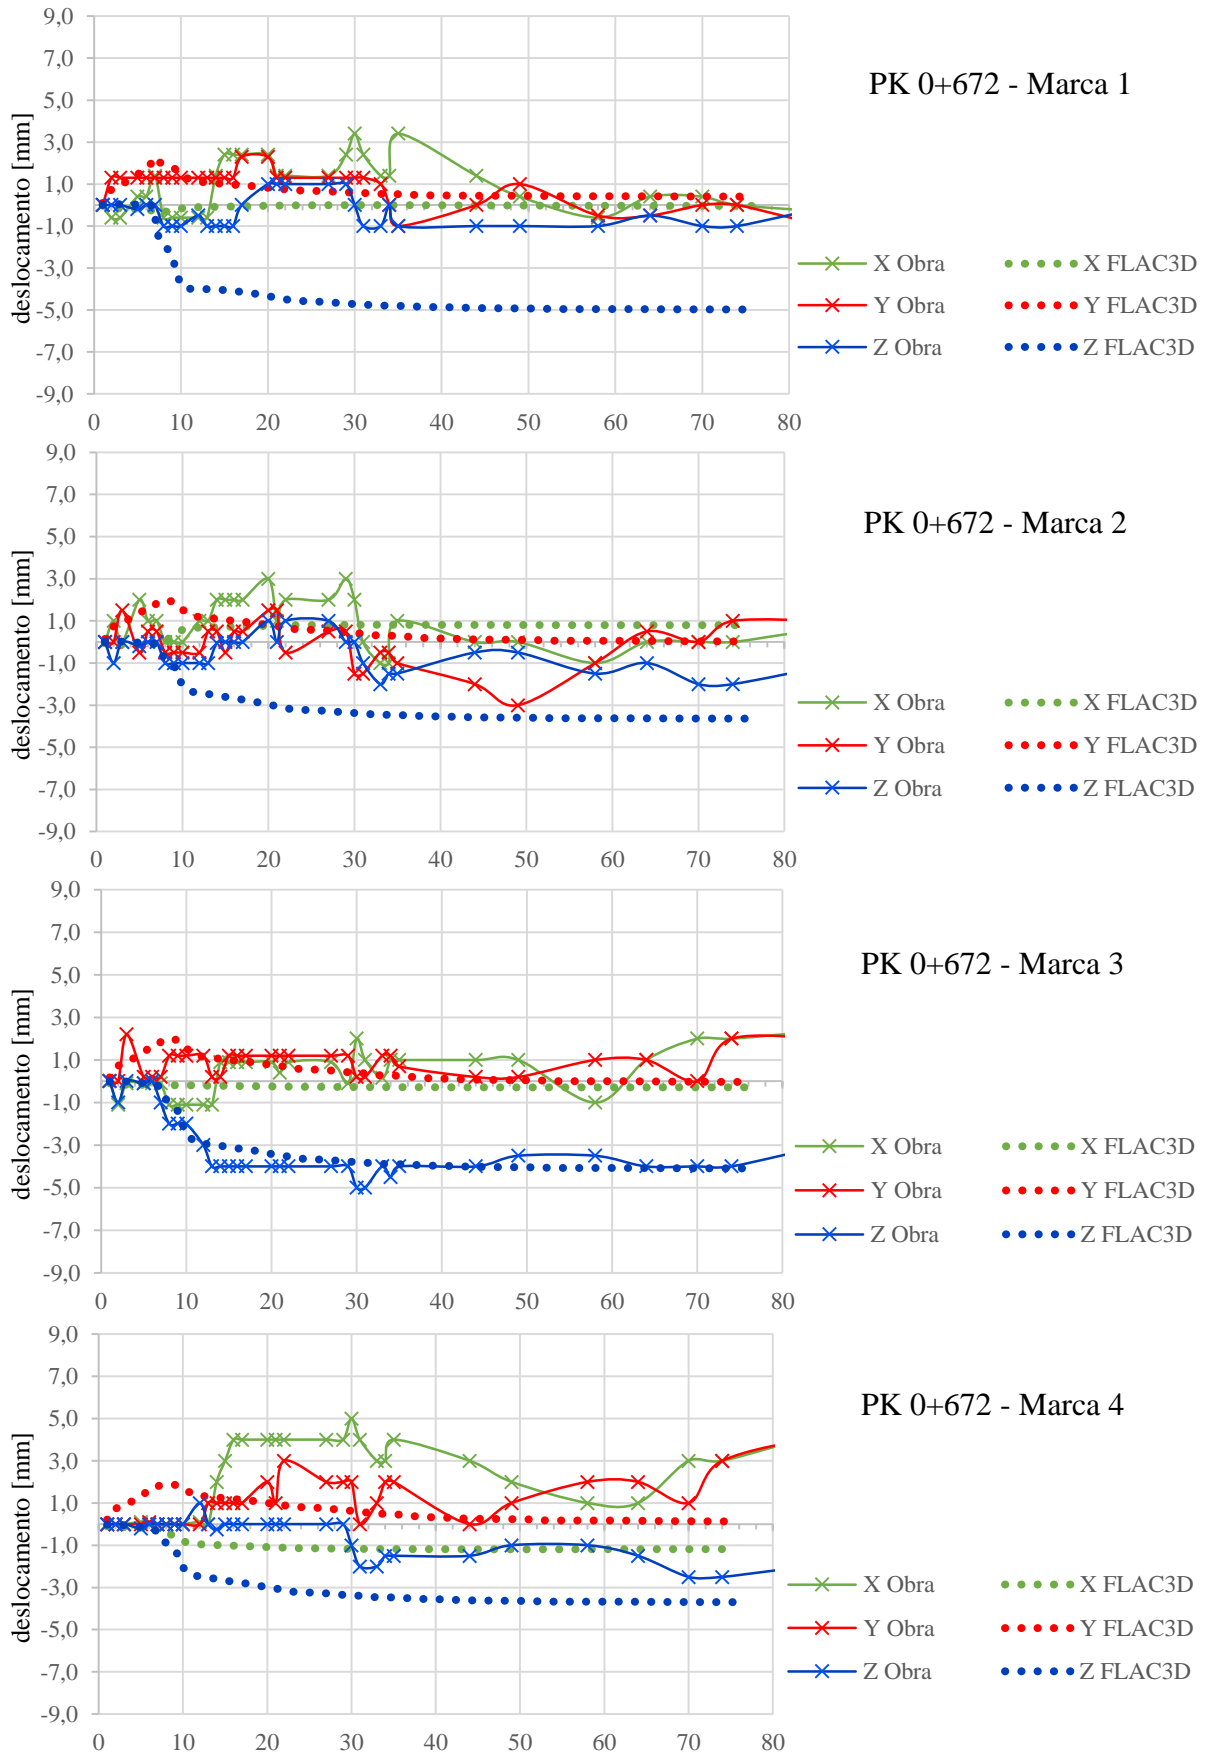 9,0
7,0
5,0
3,0
1,0
-1,0
-3,0
-5,0
-7,0
-9,0
deslocamento [mm]
0 10 20 30 40 50 60 70 80
PK 0+672 - Marca 1
X Obra X FLAC3D
Y Obra Y FLAC3D
Z Obra Z FLAC3D
9,0
7,0
5,0
3,0
1,0
-1,0
-3,0
-5,0
-7,0
-9,0
deslocamento [mm]
0 10 20 30 40 50 60 70 80
PK 0+672 - Marca 2
X Obra X FLAC3D
Y Obra Y FLAC3D
Z Obra Z FLAC3D
9,0
7,0
5,0
3,0
1,0
-1,0
-3,0
-5,0
-7,0
-9,0
deslocamento [mm]
0 10 20 30 40 50 60 70 80
PK 0+672 - Marca 3
X Obra X FLAC3D
Y Obra Y FLAC3D
Z Obra Z FLAC3D
9,0
7,0
5,0
3,0
1,0
-1,0
-3,0
-5,0
-7,0
-9,0
deslocamento [mm]
0 10 20 30 40 50 60 70 80
PK 0+672 - Marca 4
X Obra X FLAC3D
Y Obra Y FLAC3D
Z Obra Z FLAC3D